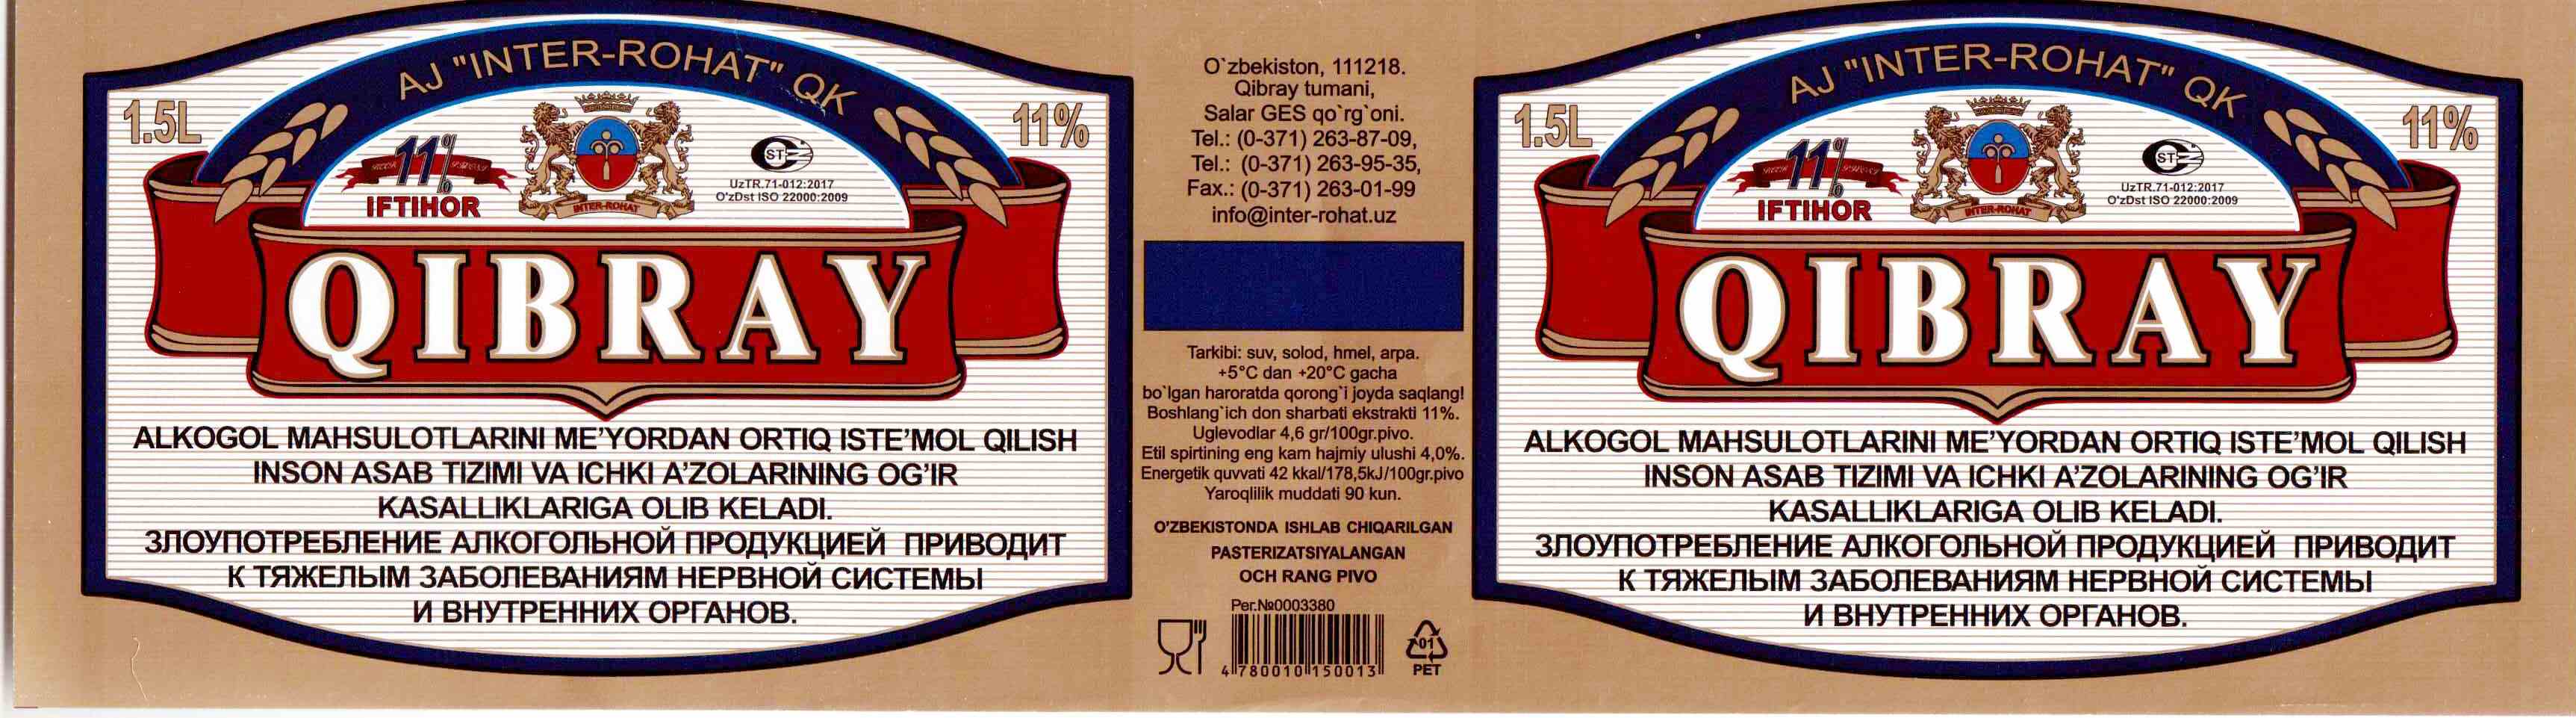 AJ "INTER-ROHAT" QK
1.5L
11%
11%
IFTIHOR
INTER-ROHAT
ST
UzTR.71-012:2017
O'zDst ISO 22000:2009
QIBRAY
ALKOGOL MAHSULOTLARINI ME'YORDAN ORTIQ ISTE'MOL QILISH
INSON ASAB TIZIMI VA ICHKI A'ZOLARINING OG'IR
KASALLIKLARIGA OLIB KELADI.
ЗЛОУПОТРЕБЛЕНИЕ АЛКОГОЛЬНОЙ ПРОДУКЦИЕЙ ПРИВОДИТ
К ТЯЖЕЛЫМ ЗАБОЛЕВАНИЯМ НЕРВНОЙ СИСТЕМЫ
И ВНУТРЕННИХ ОРГАНОВ.
O`zbekiston, 111218.
Qibray tumani,
Salar GES qo`rg`oni.
Tel.: (0-371) 263-87-09,
Tel.: (0-371) 263-95-35,
Fax.: (0-371) 263-01-99
info@inter-rohat.uz
Tarkibi: suv, solod, hmel, arpa.
+5°C dan +20°C gacha
bo`lgan haroratda qorong`i joyda saqlang!
Boshlang`ich don sharbati ekstrakti 11%.
Uglevodlar 4,6 gr/100gr.pivo.
Etil spirtining eng kam hajmiy ulushi 4,0%.
Energetik quvvati 42 kkal/178,5kJ/100gr.pivo
Yaroqlilik muddati 90 kun.
O'ZBEKISTONDA ISHLAB CHIQARILGAN
PASTERIZATSIYALANGAN
OCH RANG PIVO
Рег.№0003380
4 780010 150013
01
PET
AJ "INTER-ROHAT" QK
1.5L
11%
11%
IFTIHOR
INTER-ROHAT
ST
UzTR.71-012:2017
O'zDst ISO 22000:2009
QIBRAY
ALKOGOL MAHSULOTLARINI ME'YORDAN ORTIQ ISTE'MOL QILISH
INSON ASAB TIZIMI VA ICHKI A'ZOLARINING OG'IR
KASALLIKLARIGA OLIB KELADI.
ЗЛОУПОТРЕБЛЕНИЕ АЛКОГОЛЬНОЙ ПРОДУКЦИЕЙ ПРИВОДИТ
К ТЯЖЕЛЫМ ЗАБОЛЕВАНИЯМ НЕРВНОЙ СИСТЕМЫ
И ВНУТРЕННИХ ОРГАНОВ.